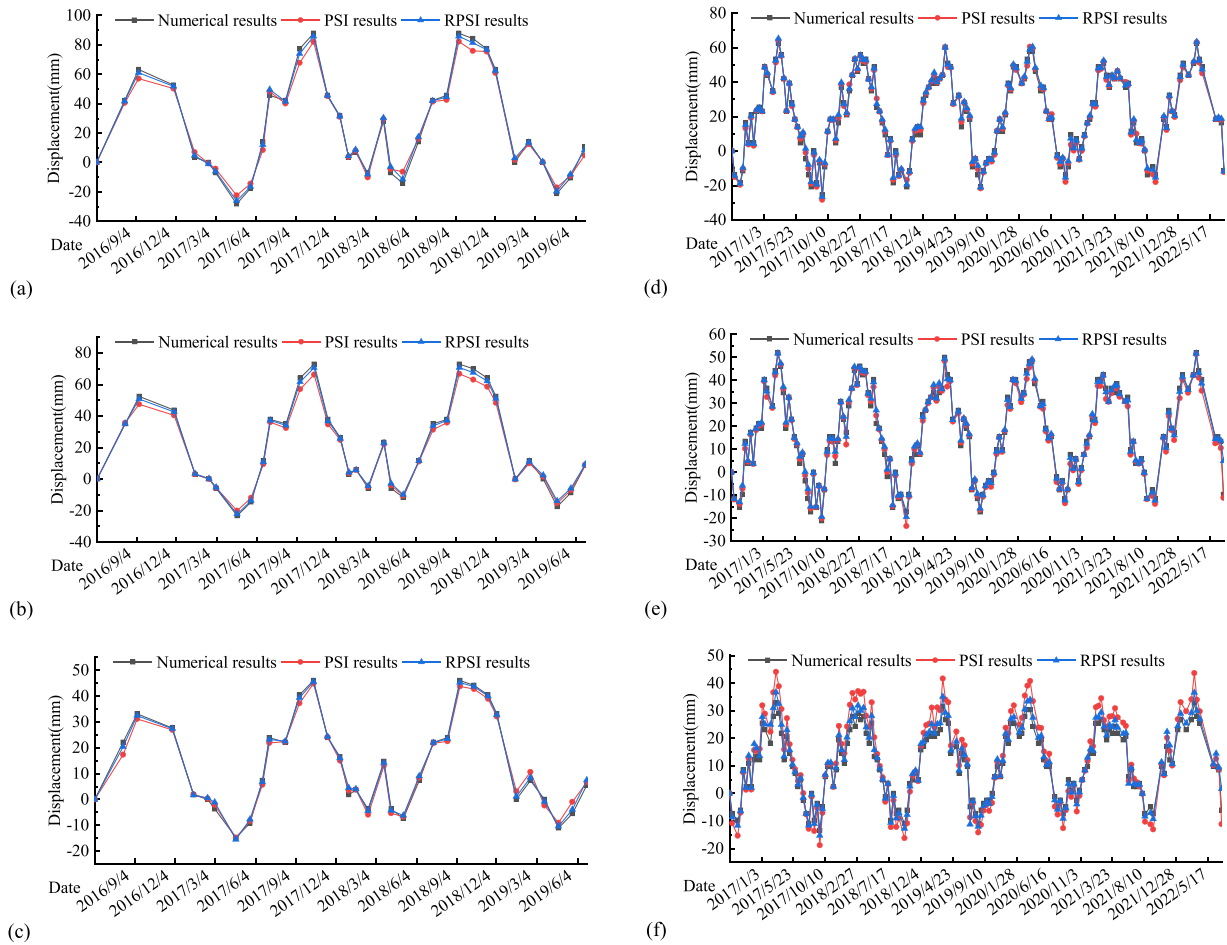 Numerical results PSI results RPSI results
Displacement(mm)
100
80
60
40
20
0
-20
-40
Date
2016/9/4 2016/12/4 2017/3/4 2017/6/4 2017/9/4 2017/12/4 2018/3/4 2018/6/4 2018/9/4 2018/12/4 2019/3/4 2019/6/4
(a)
Numerical results PSI results RPSI results
Displacement(mm)
80
60
40
20
0
-20
-40
Date
2016/9/4 2016/12/4 2017/3/4 2017/6/4 2017/9/4 2017/12/4 2018/3/4 2018/6/4 2018/9/4 2018/12/4 2019/3/4 2019/6/4
(b)
Numerical results PSI results RPSI results
Displacement(mm)
50
40
30
20
10
0
-10
-20
Date
2016/9/4 2016/12/4 2017/3/4 2017/6/4 2017/9/4 2017/12/4 2018/3/4 2018/6/4 2018/9/4 2018/12/4 2019/3/4 2019/6/4
(c)
Numerical results PSI results RPSI results
Displacement(mm)
80
60
40
20
0
-20
-40
Date
2017/1/3 2017/5/23 2017/10/10 2018/2/27 2018/7/17 2018/12/4 2019/4/23 2019/9/10 2020/1/28 2020/6/16 2020/11/3 2021/3/23 2021/8/10 2021/12/28 2022/5/17
(d)
Numerical results PSI results RPSI results
Displacement(mm)
60
50
40
30
20
10
0
-10
-20
-30
Date
2017/1/3 2017/5/23 2017/10/10 2018/2/27 2018/7/17 2018/12/4 2019/4/23 2019/9/10 2020/1/28 2020/6/16 2020/11/3 2021/3/23 2021/8/10 2021/12/28 2022/5/17
(e)
Numerical results PSI results RPSI results
Displacement(mm)
50
40
30
20
10
0
-10
-20
Date
2017/1/3 2017/5/23 2017/10/10 2018/2/27 2018/7/17 2018/12/4 2019/4/23 2019/9/10 2020/1/28 2020/6/16 2020/11/3 2021/3/23 2021/8/10 2021/12/28 2022/5/17
(f)